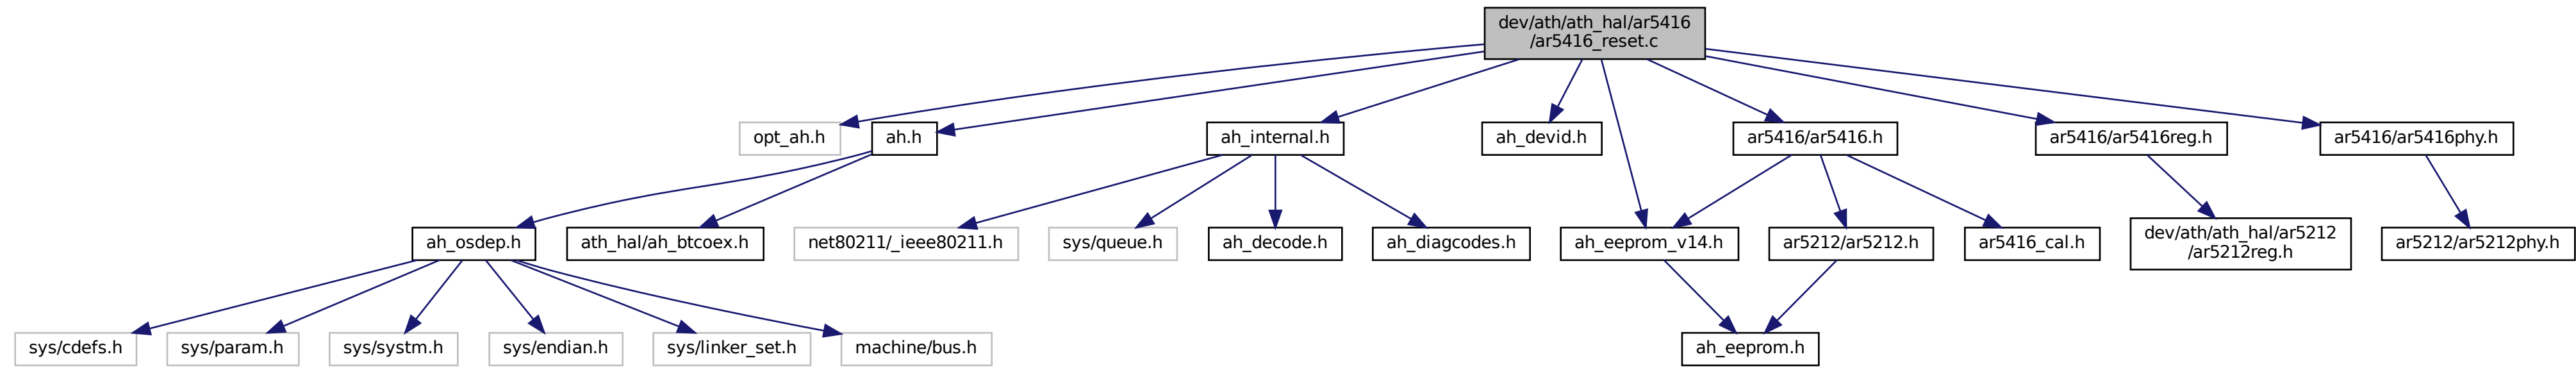 dev/ath/ath_hal/ar5416
/ar5416_reset.c
opt_ah.h
ah.h
ah_internal.h
ah_devid.h
ar5416/ar5416.h
ar5416/ar5416reg.h
ar5416/ar5416phy.h
ah_osdep.h
ath_hal/ah_btcoex.h
net80211/_ieee80211.h
sys/queue.h
ah_decode.h
ah_diagcodes.h
ah_eeprom_v14.h
ar5212/ar5212.h
ar5416_cal.h
dev/ath/ath_hal/ar5212
/ar5212reg.h
ar5212/ar5212phy.h
sys/cdefs.h
sys/param.h
sys/systm.h
sys/endian.h
sys/linker_set.h
machine/bus.h
ah_eeprom.h